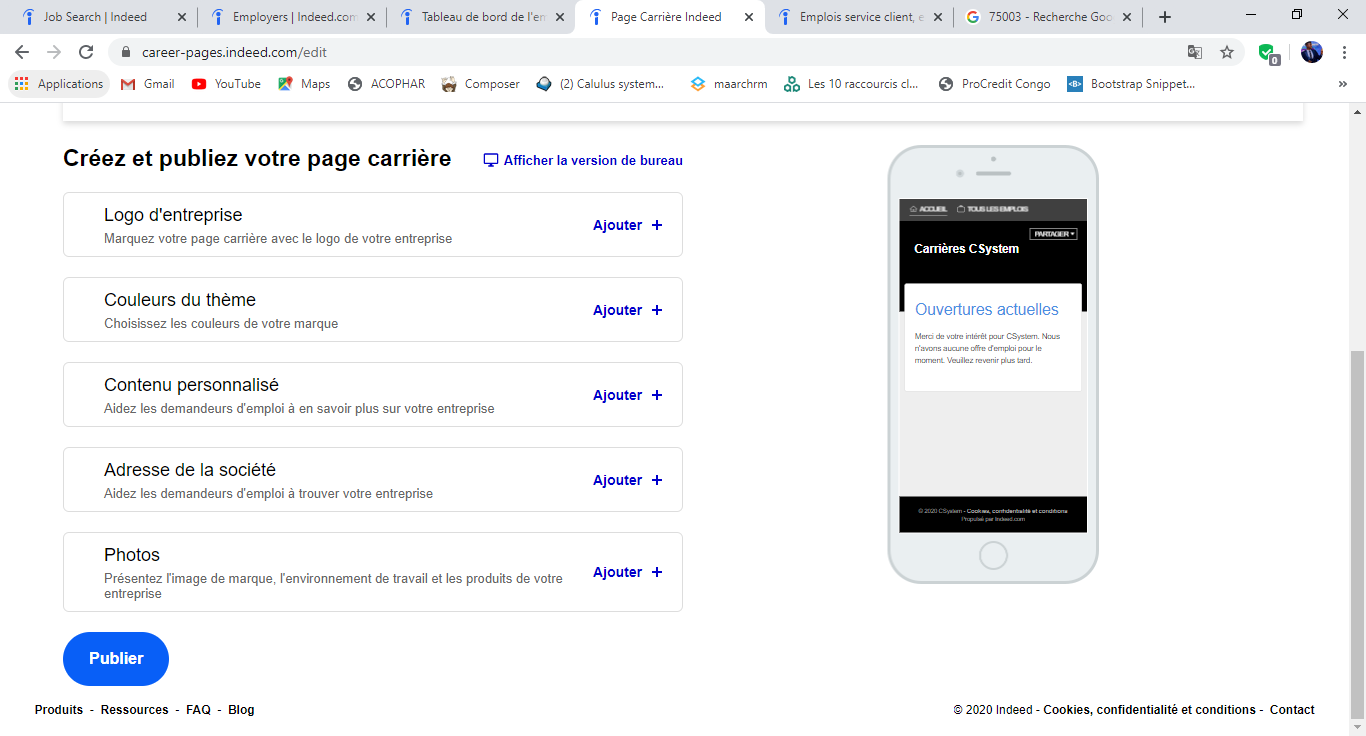 Job Search | Indeed
Employers | Indeed.com
Tableau de bord de l'em
Page Carrière Indeed
Emplois service client, e
75003 - Recherche Goo
career-pages.indeed.com/edit
0
Applications
Gmail
YouTube
Maps
ACOPHAR
Composer
(2) Calulus system...
maarchrm
Les 10 raccourcis cl...
ProCredit Congo
<B>
Bootstrap Snippet...
»
Créez et publiez votre page carrière
Afficher la version de bureau
Logo d'entreprise
Marquez votre page carrière avec le logo de votre entreprise
Ajouter +
Couleurs du thème
Choisissez les couleurs de votre marque
Ajouter +
Contenu personnalisé
Aidez les demandeurs d'emploi à en savoir plus sur votre entreprise
Ajouter +
Adresse de la société
Aidez les demandeurs d'emploi à trouver votre entreprise
Ajouter +
Photos
Présentez l'image de marque, l'environnement de travail et les produits de votre
entreprise
Ajouter +
Publier
ACCUEIL TOUS LES EMPLOIS
PARTAGER
Carrières CSystem
Ouvertures actuelles
Merci de votre intérêt pour CSystem. Nous
n'avons aucune offre d'emploi pour le
moment. Veuillez revenir plus tard.
© 2020 CSystem - Cookies, confidentialité et conditions
Propulsé par Indeed.com
Produits - Ressources - FAQ - Blog
© 2020 Indeed - Cookies, confidentialité et conditions - Contact